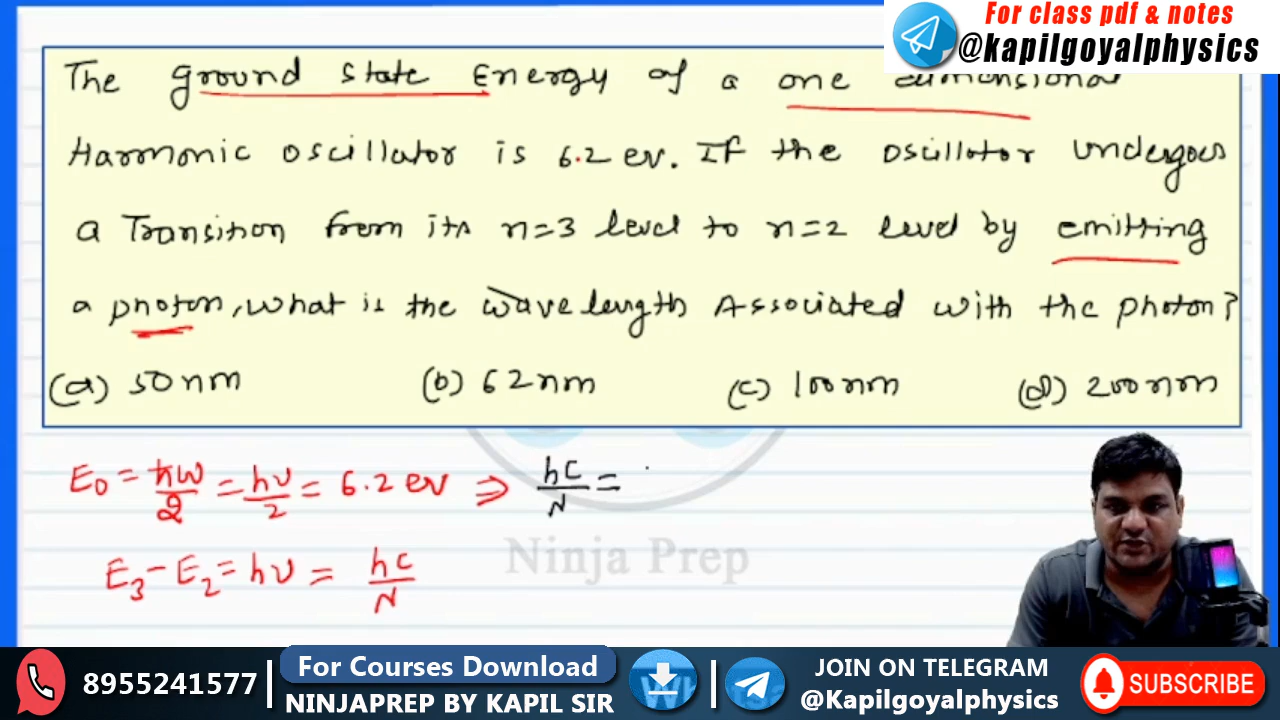 For class pdf & notes
@kapilgoyalphysics
The ground state Energy of a one dimensional
Harmonic oscillator is 6.2 ev. If the oscillator undergoes
a Transition from its n=3 level to n=2 level by emitting
a photon, what is the wave length Associated with the photon?
(a) 50nm (b) 62nm (c) 100nm (d) 200nm
E₀ = ħω/2 = hν/2 = 6.2 ev ⇒ hc/λ =
E₃ - E₂ = hν = hc/λ
Ninja Prep
8955241577
For Courses Download
NINJAPREP BY KAPIL SIR
JOIN ON TELEGRAM
@Kapilgoyalphysics
SUBSCRIBE